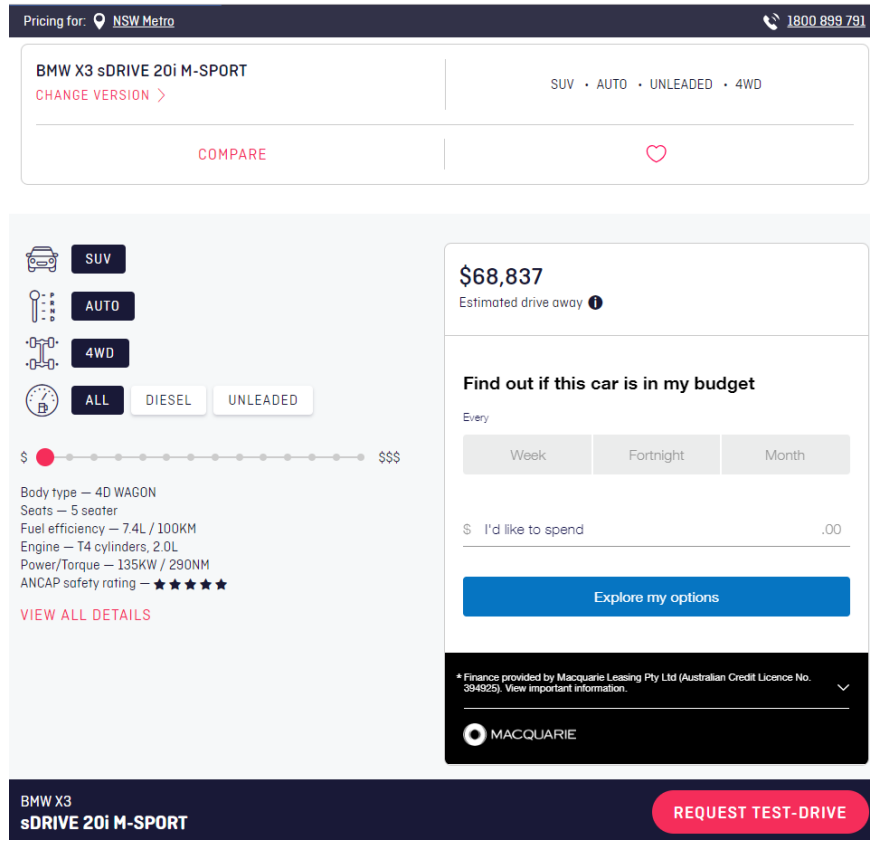 Pricing for: NSW Metro
1800 899 791
BMW X3 sDRIVE 20i M-SPORT
CHANGE VERSION >
SUV • AUTO • UNLEADED • 4WD
COMPARE
SUV
P
R
N
D
AUTO
4WD
ALL DIESEL UNLEADED
$ $$$
Body type — 4D WAGON
Seats — 5 seater
Fuel efficiency — 7.4L / 100KM
Engine — T4 cylinders, 2.0L
Power/Torque — 135KW / 290NM
ANCAP safety rating — ★ ★ ★ ★ ★
VIEW ALL DETAILS
$68,837
Estimated drive away i
Find out if this car is in my budget
Every
Week Fortnight Month
$ I'd like to spend .00
Explore my options
* Finance provided by Macquarie Leasing Pty Ltd (Australian Credit Licence No.
394925). View important information.
MACQUARIE
BMW X3
sDRIVE 20i M-SPORT
REQUEST TEST-DRIVE